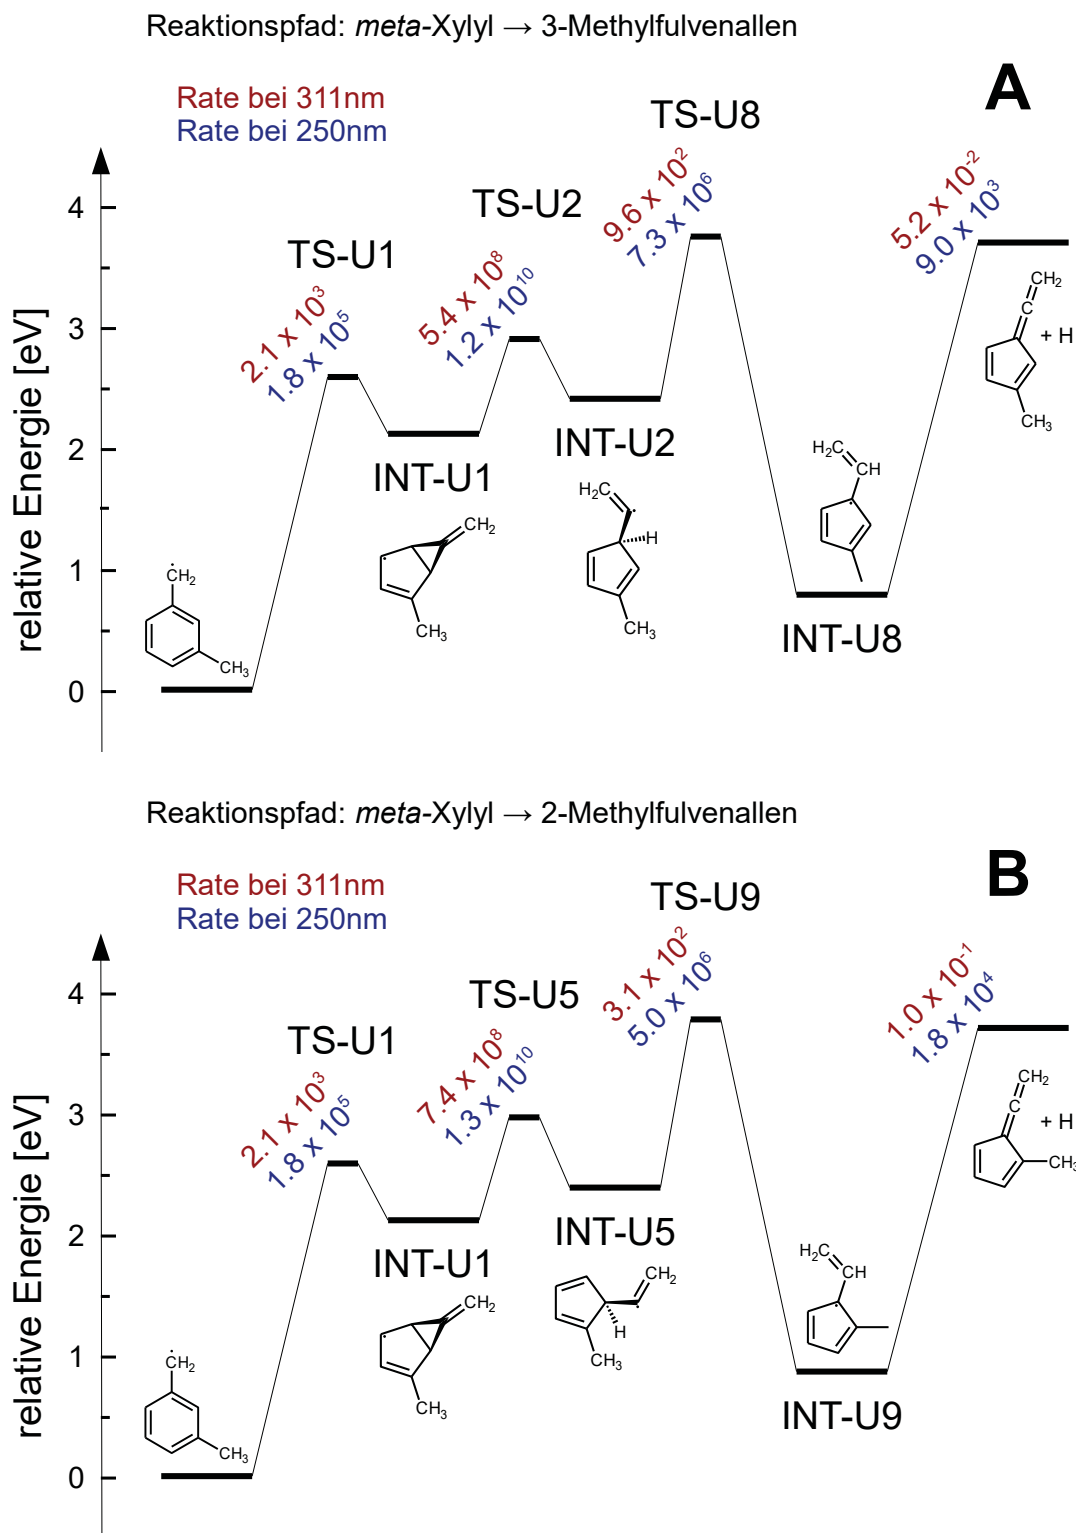 Reaktionspfad: meta-Xylyl → 3-Methylfulvenallen
A
Rate bei 311nm
Rate bei 250nm
relative Energie [eV]
4
3
2
1
0
TS-U1
2.1 x 10³
1.8 x 10⁵
TS-U2
5.4 x 10⁸
1.2 x 10¹⁰
TS-U8
9.6 x 10²
7.3 x 10⁶
5.2 x 10⁻²
9.0 x 10³
CH₂
CH₃
INT-U1
CH₂
CH₃
INT-U2
H₂C
H
CH₃
H₂C
CH
INT-U8
CH₂
C
+ H
CH₃
Reaktionspfad: meta-Xylyl → 2-Methylfulvenallen
B
Rate bei 311nm
Rate bei 250nm
relative Energie [eV]
4
3
2
1
0
TS-U1
2.1 x 10³
1.8 x 10⁵
TS-U5
7.4 x 10⁸
1.3 x 10¹⁰
TS-U9
3.1 x 10²
5.0 x 10⁶
1.0 x 10⁻¹
1.8 x 10⁴
CH₂
CH₃
INT-U1
CH₂
CH₃
INT-U5
CH₂
H
CH₃
H₂C
CH
INT-U9
CH₂
C
+ H
CH₃